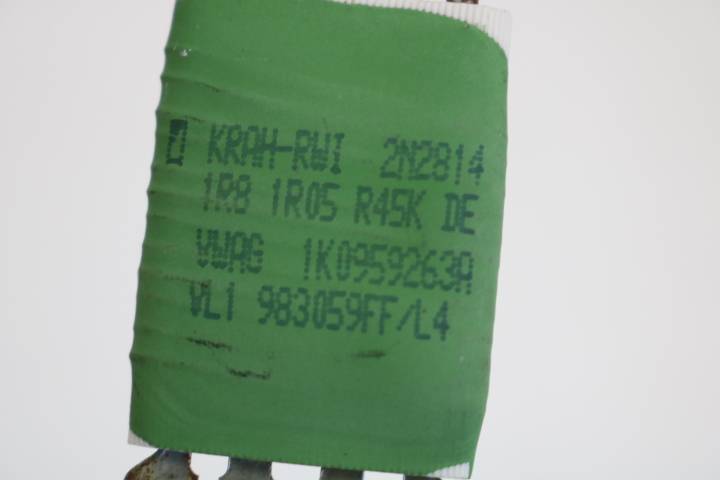 KRAH-RWI 2N2814
1R8 1R05 R45K DE
VWAG 1K0959263A
VL1 983059FF/L4